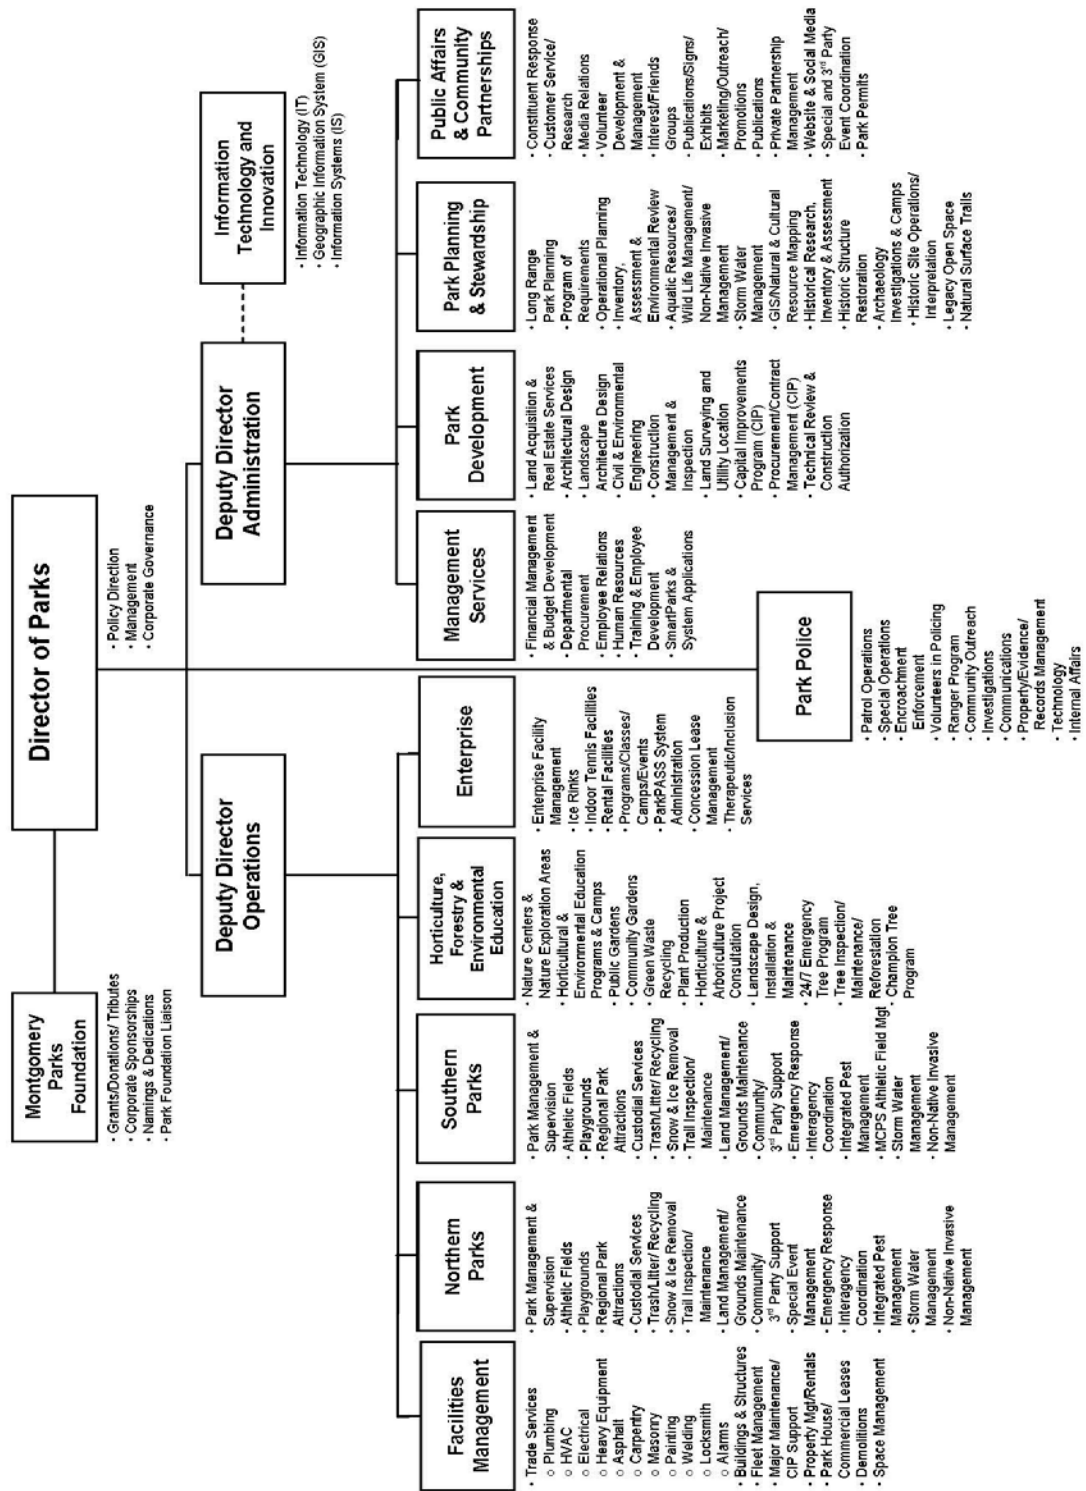 Montgomery
Parks
Foundation
• Grants/Donations/ Tributes
• Corporate Sponsorships
• Namings & Dedications
• Park Foundation Liaison
Director of Parks
• Policy Direction
• Management
• Corporate Governance
Deputy Director
Operations
Deputy Director
Administration
Information
Technology and
Innovation
• Information Technology (IT)
• Geographic Information System (GIS)
• Information Systems (IS)
Facilities
Management
• Trade Services
○ Plumbing
○ HVAC
○ Electrical
○ Heavy Equipment
○ Asphalt
○ Carpentry
○ Masonry
○ Painting
○ Welding
○ Locksmith
○ Alarms
• Buildings & Structures
• Fleet Management
• Major Maintenance/
CIP Support
• Property Mgt/Rentals
• Park House/
Commercial Leases
• Demolitions
• Space Management
Northern
Parks
• Park Management &
Supervision
• Athletic Fields
• Playgrounds
• Regional Park
Attractions
• Custodial Services
• Trash/Litter/ Recycling
• Snow & Ice Removal
• Trail Inspection/
Maintenance
• Land Management/
Grounds Maintenance
• Community/
3rd Party Support
• Special Event
Management
• Emergency Response
• Interagency
Coordination
• Integrated Pest
Management
• Storm Water
Management
• Non-Native Invasive
Management
Southern
Parks
• Park Management &
Supervision
• Athletic Fields
• Playgrounds
• Regional Park
Attractions
• Custodial Services
• Trash/Litter/ Recycling
• Snow & Ice Removal
• Trail Inspection/
Maintenance
• Land Management/
Grounds Maintenance
• Community/
3rd Party Support
• Emergency Response
• Interagency
Coordination
• Integrated Pest
Management
• MCPS Athletic Field Mgt
• Storm Water
Management
• Non-Native Invasive
Management
Horticulture,
Forestry &
Environmental
Education
• Nature Centers &
Nature Exploration Areas
• Horticultural &
Environmental Education
Programs & Camps
• Public Gardens
• Community Gardens
• Green Waste
Recycling
• Plant Production
• Horticulture &
Arboriculture Project
Consultation
• Landscape Design,
Installation &
Maintenance
• 24/7 Emergency
Tree Program
• Tree Inspection/
Maintenance/
Reforestation
• Champion Tree
Program
Enterprise
• Enterprise Facility
Management
• Ice Rinks
• Indoor Tennis Facilities
• Rental Facilities
• Programs/Classes/
Camps/Events
• ParkPASS System
Administration
• Concession Lease
Management
• Therapeutic/Inclusion
Services
Park Police
• Patrol Operations
• Special Operations
• Encroachment
Enforcement
• Volunteers in Policing
• Ranger Program
• Community Outreach
• Investigations
• Communications
• Property/Evidence/
Records Management
• Technology
• Internal Affairs
Management
Services
• Financial Management
& Budget Development
• Departmental
Procurement
• Employee Relations
• Human Resources
• Training & Employee
Development
• SmartParks &
System Applications
Park
Development
• Land Acquisition &
Real Estate Services
• Architectural Design
• Landscape
Architecture Design
• Civil & Environmental
Engineering
• Construction
Management &
Inspection
• Land Surveying and
Utility Location
• Capital Improvements
Program (CIP)
• Procurement/Contract
Management (CIP)
• Technical Review &
Construction
Authorization
Park Planning
& Stewardship
• Long Range
Park Planning
• Program of
Requirements
• Operational Planning
• Inventory,
Assessment &
Environmental Review
• Aquatic Resources/
Wild Life Management/
Non-Native Invasive
Management
• Storm Water
Management
• GIS/Natural & Cultural
Resource Mapping
• Historical Research,
Inventory & Assessment
• Historic Structure
Restoration
• Archaeology
Investigations & Camps
• Historic Site Operations/
Interpretation
• Legacy Open Space
• Natural Surface Trails
Public Affairs
& Community
Partnerships
• Constituent Response
• Customer Service/
Research
• Media Relations
• Volunteer
Development &
Management
• Interest/Friends
Groups
• Publications/Signs/
Exhibits
• Marketing/Outreach/
Promotions
• Publications
• Private Partnership
Management
• Website & Social Media
• Special and 3rd Party
Event Coordination
• Park Permits